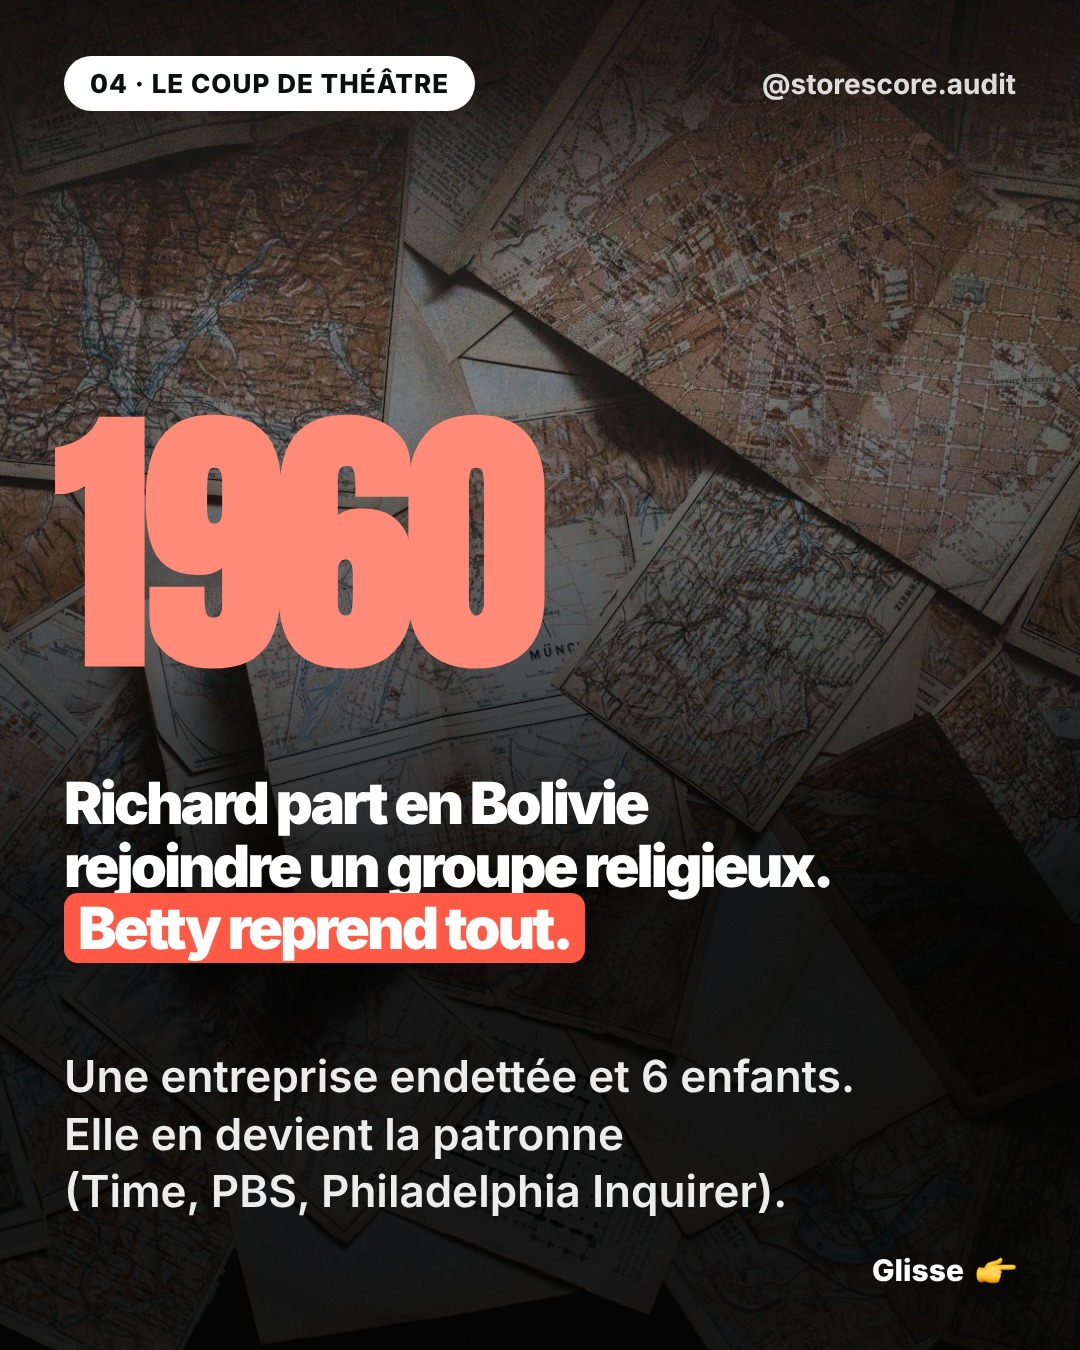 04 · LE COUP DE THÉÂTRE
@storescore.audit
1960
MÜNC
Richard part en Bolivie
rejoindre un groupe religieux.
Betty reprend tout.
Une entreprise endettée et 6 enfants.
Elle en devient la patronne
(Time, PBS, Philadelphia Inquirer).
Glisse 👉